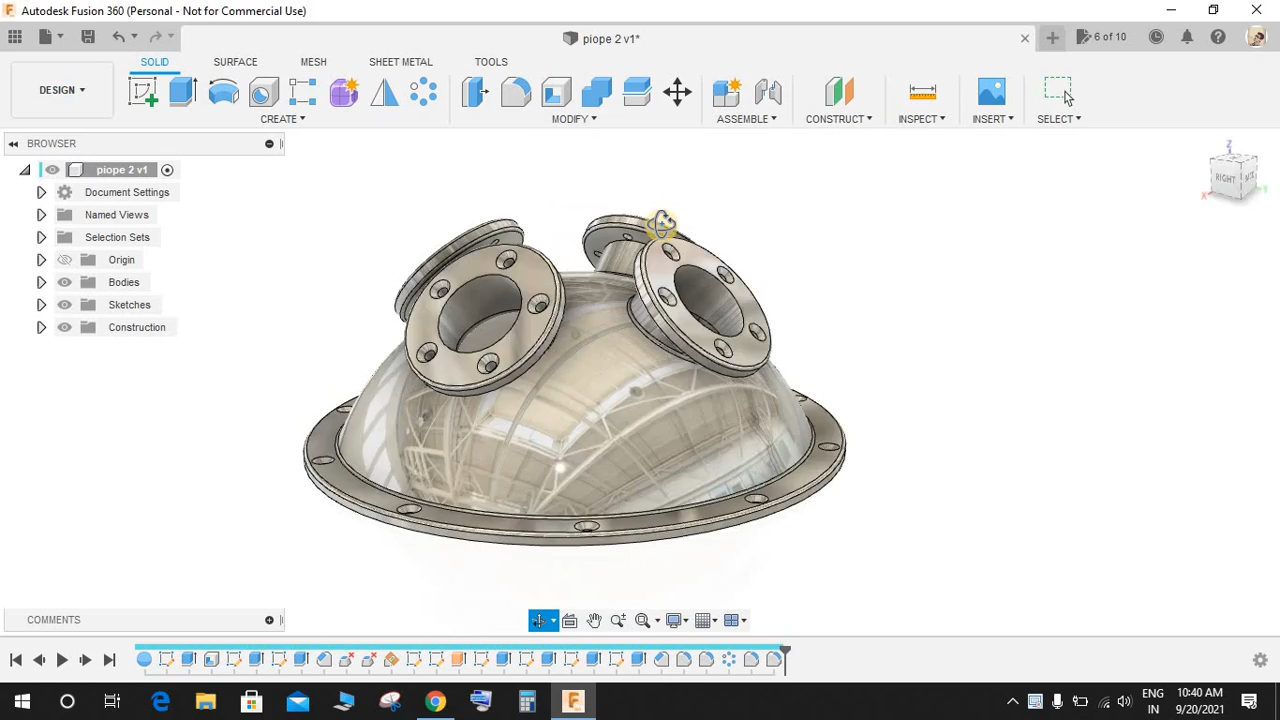 Autodesk Fusion 360 (Personal - Not for Commercial Use)
piope 2 v1*
6 of 10
SOLID SURFACE MESH SHEET METAL TOOLS
DESIGN
CREATE MODIFY ASSEMBLE CONSTRUCT INSPECT INSERT SELECT
BROWSER
piope 2 v1
Document Settings
Named Views
Selection Sets
Origin
Bodies
Sketches
Construction
Z
RIGHT
X
COMMENTS
ENG
IN
10:40 AM
9/20/2021